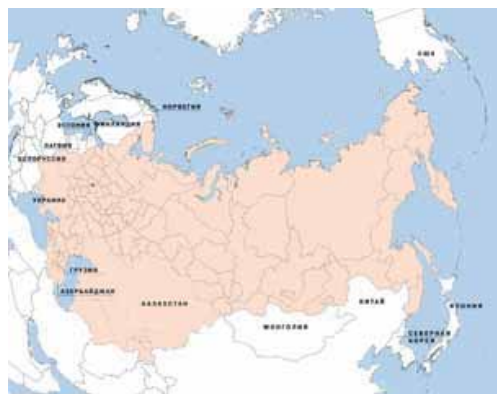 США
НОРВЕГИЯ
ЭСТОНИЯ
ФИНЛЯНДИЯ
ЛАТВИЯ
БЕЛОРУССИЯ
УКРАИНА
ГРУЗИЯ
АЗЕРБАЙДЖАН
КАЗАХСТАН
МОНГОЛИЯ
КИТАЙ
ЯПОНИЯ
СЕВЕРНАЯ
КОРЕЯ